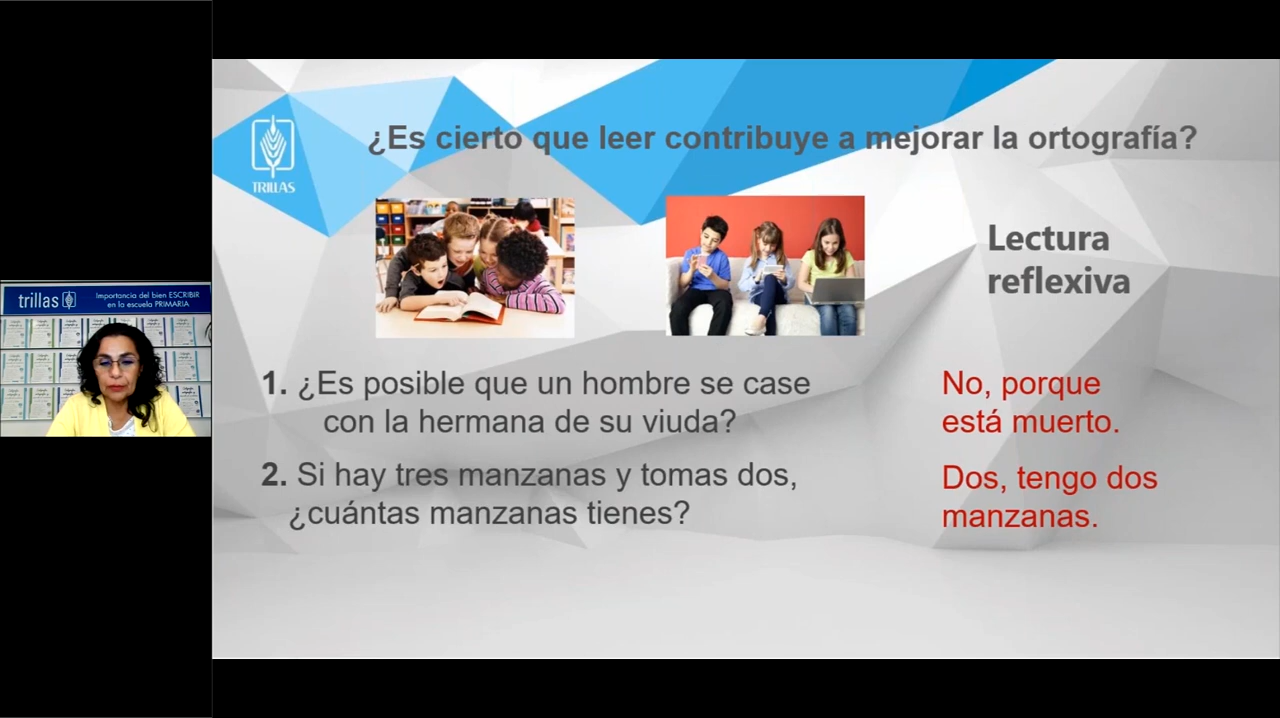 ¿Es cierto que leer contribuye a mejorar la ortografía?
TRILLAS
Lectura
reflexiva
trillas
Importancia del bien ESCRIBIR
en la escuela PRIMARIA
1. ¿Es posible que un hombre se case
con la hermana de su viuda?
No, porque
está muerto.
2. Si hay tres manzanas y tomas dos,
¿cuántas manzanas tienes?
Dos, tengo dos
manzanas.